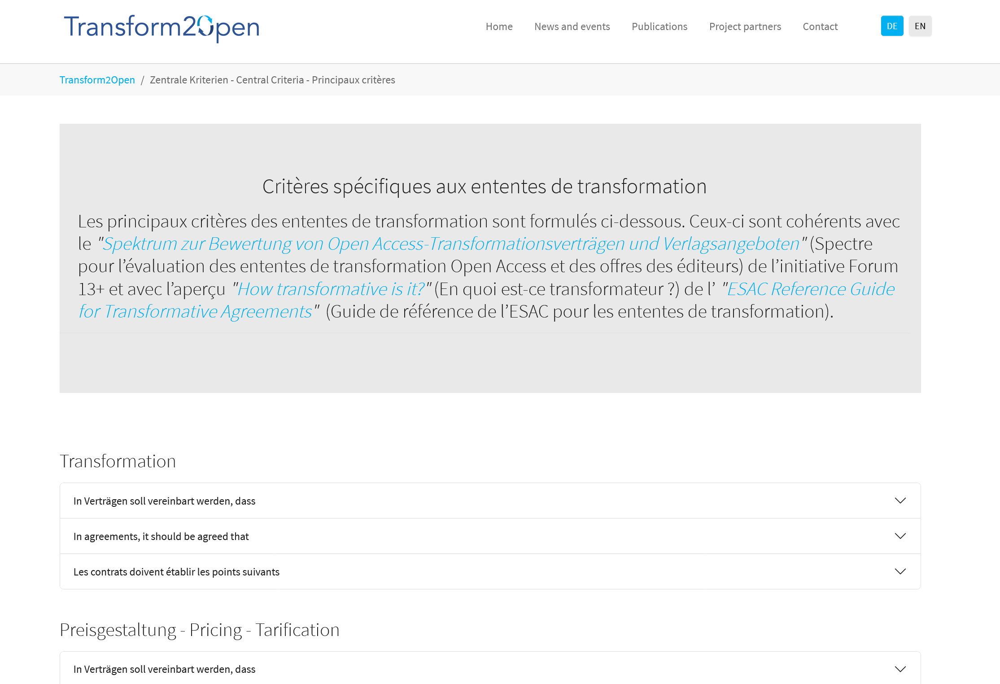 Transform2Open
Home News and events Publications Project partners Contact DE EN
Transform2Open / Zentrale Kriterien - Central Criteria - Principaux critères
Critères spécifiques aux ententes de transformation
Les principaux critères des ententes de transformation sont formulés ci-dessous. Ceux-ci sont cohérents avec
le "Spektrum zur Bewertung von Open Access-Transformationsverträgen und Verlagsangeboten" (Spectre
pour l’évaluation des ententes de transformation Open Access et des offres des éditeurs) de l’initiative Forum
13+ et avec l’aperçu "How transformative is it?" (En quoi est-ce transformateur ?) de l’ "ESAC Reference Guide
for Transformative Agreements" (Guide de référence de l’ESAC pour les ententes de transformation).
Transformation
In Verträgen soll vereinbart werden, dass
In agreements, it should be agreed that
Les contrats doivent établir les points suivants
Preisgestaltung - Pricing - Tarification
In Verträgen soll vereinbart werden, dass